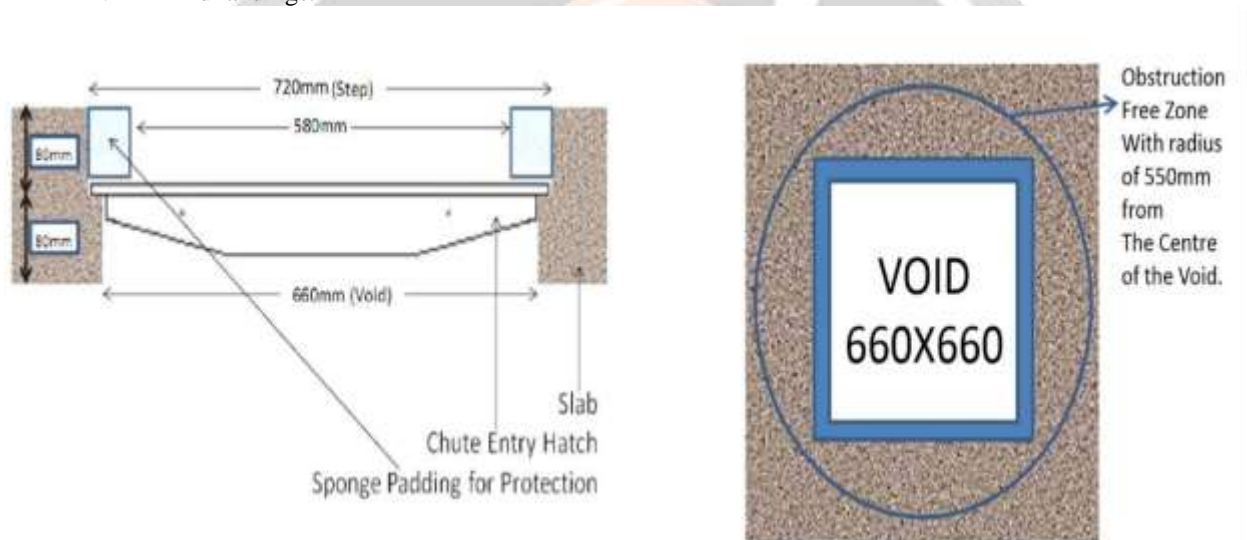 720mm (Step)
580mm
80mm
80mm
660mm (Void)
Slab
Chute Entry Hatch
Sponge Padding for Protection
VOID
660X660
Obstruction
Free Zone
With radius
of 550mm
from
The Centre
of the Void.